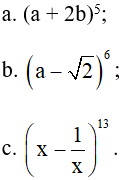 a. (a + 2b)⁵;
b. (a – √2)⁶;
c. (x – 1/x)¹³.